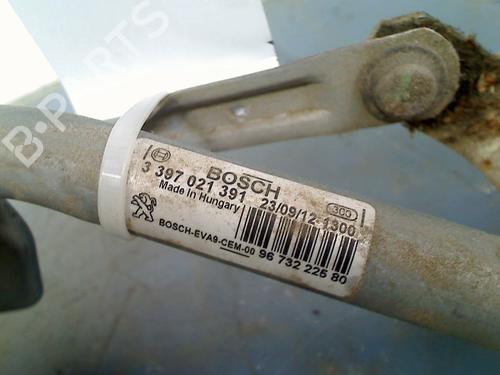 B-PARTS
BOSCH
3 397 021 391 23/09/12-1300
Made in Hungary
300
BOSCH-EVA9-CEM-00 96 732 225 80